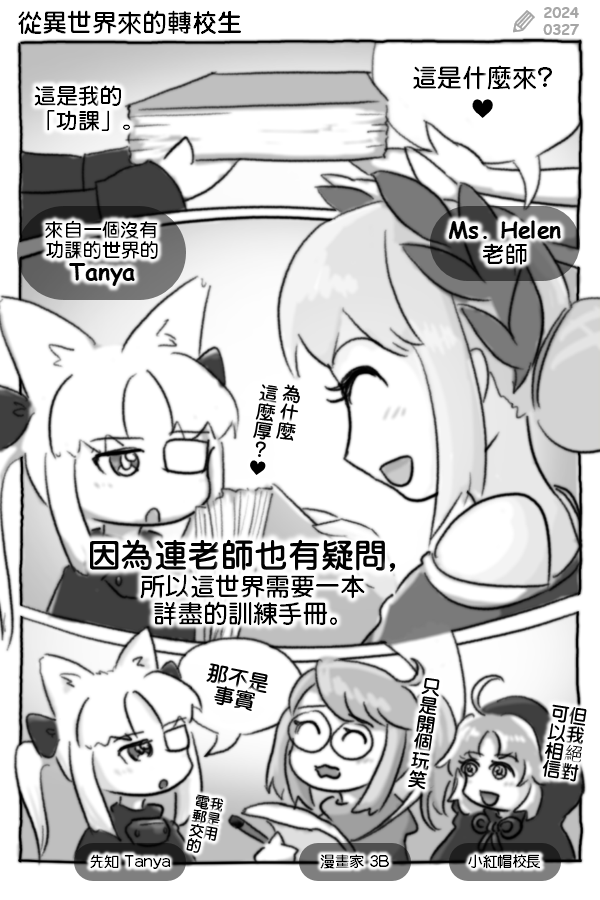 從異世界來的轉校生
2024
0327
這是什麼來?
♥
這是我的
「功課」。
來自一個沒有
功課的世界的
Tanya
Ms. Helen
老師
為什麼
這麼厚?
♥
因為連老師也有疑問,
所以這世界需要一本
詳盡的訓練手冊。
那不是
事實
我早用
電郵交的
只是開個玩笑
但我絕對
可以相信
先知 Tanya
漫畫家 3B
小紅帽校長